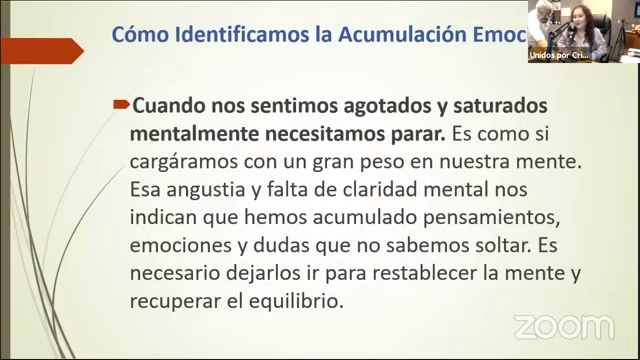 Cómo Identificamos la Acumulación Emoc
Unidos por Cri...
Cuando nos sentimos agotados y saturados
mentalmente necesitamos parar. Es como si
cargáramos con un gran peso en nuestra mente.
Esa angustia y falta de claridad mental nos
indican que hemos acumulado pensamientos,
emociones y dudas que no sabemos soltar. Es
necesario dejarlos ir para restablecer la mente y
recuperar el equilibrio.
zoom